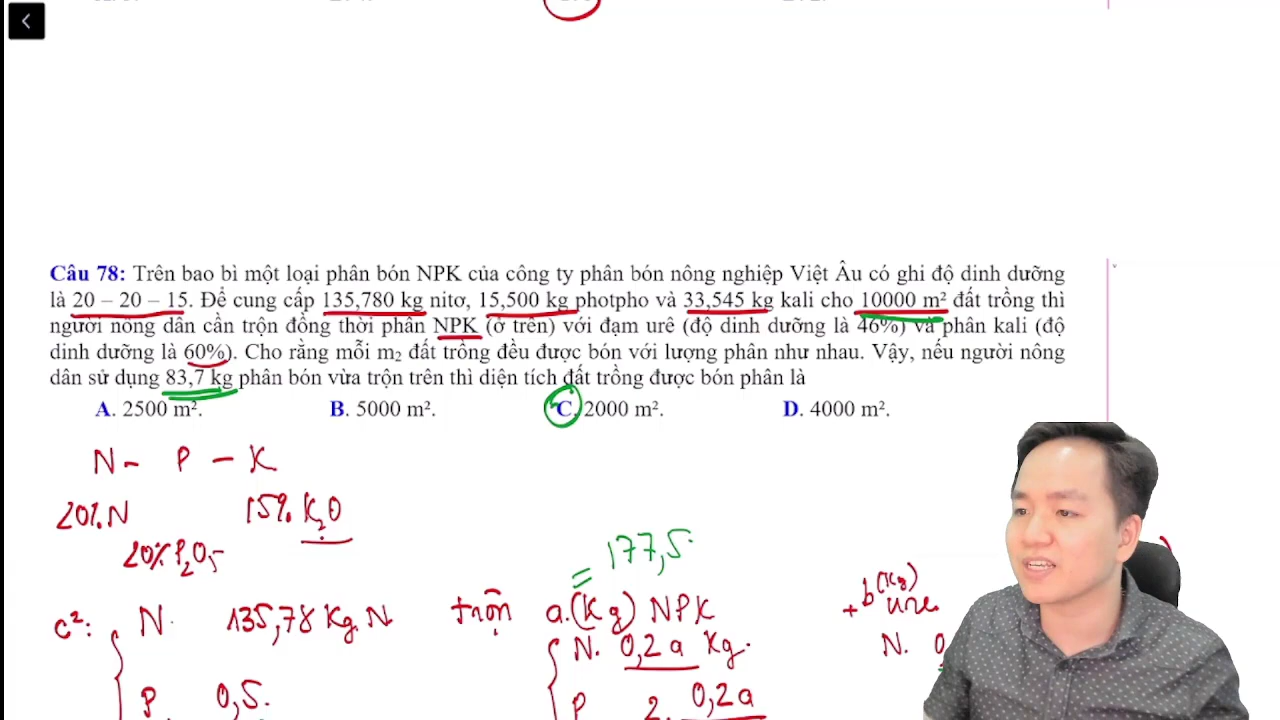 Câu 78: Trên bao bì một loại phân bón NPK của công ty phân bón nông nghiệp Việt Âu có ghi độ dinh dưỡng
là 20 – 20 – 15. Để cung cấp 135,780 kg nitơ, 15,500 kg photpho và 33,545 kg kali cho 10000 m² đất trồng thì
người nông dân cần trộn đồng thời phân NPK (ở trên) với đạm urê (độ dinh dưỡng là 46%) và phân kali (độ
dinh dưỡng là 60%). Cho rằng mỗi m₂ đất trồng đều được bón với lượng phân như nhau. Vậy, nếu người nông
dân sử dụng 83,7 kg phân bón vừa trộn trên thì diện tích đất trồng được bón phân là
A. 2500 m². B. 5000 m². C. 2000 m². D. 4000 m².
N - P - K
20% N 15% K₂O
20% P₂O₅
= 177,5
c²: N. 135,78 Kg N trộn a.(Kg) NPK + b(Kg) ure
N. 0,2a Kg. N. 0
P. 0,5. P 2. 0,2a